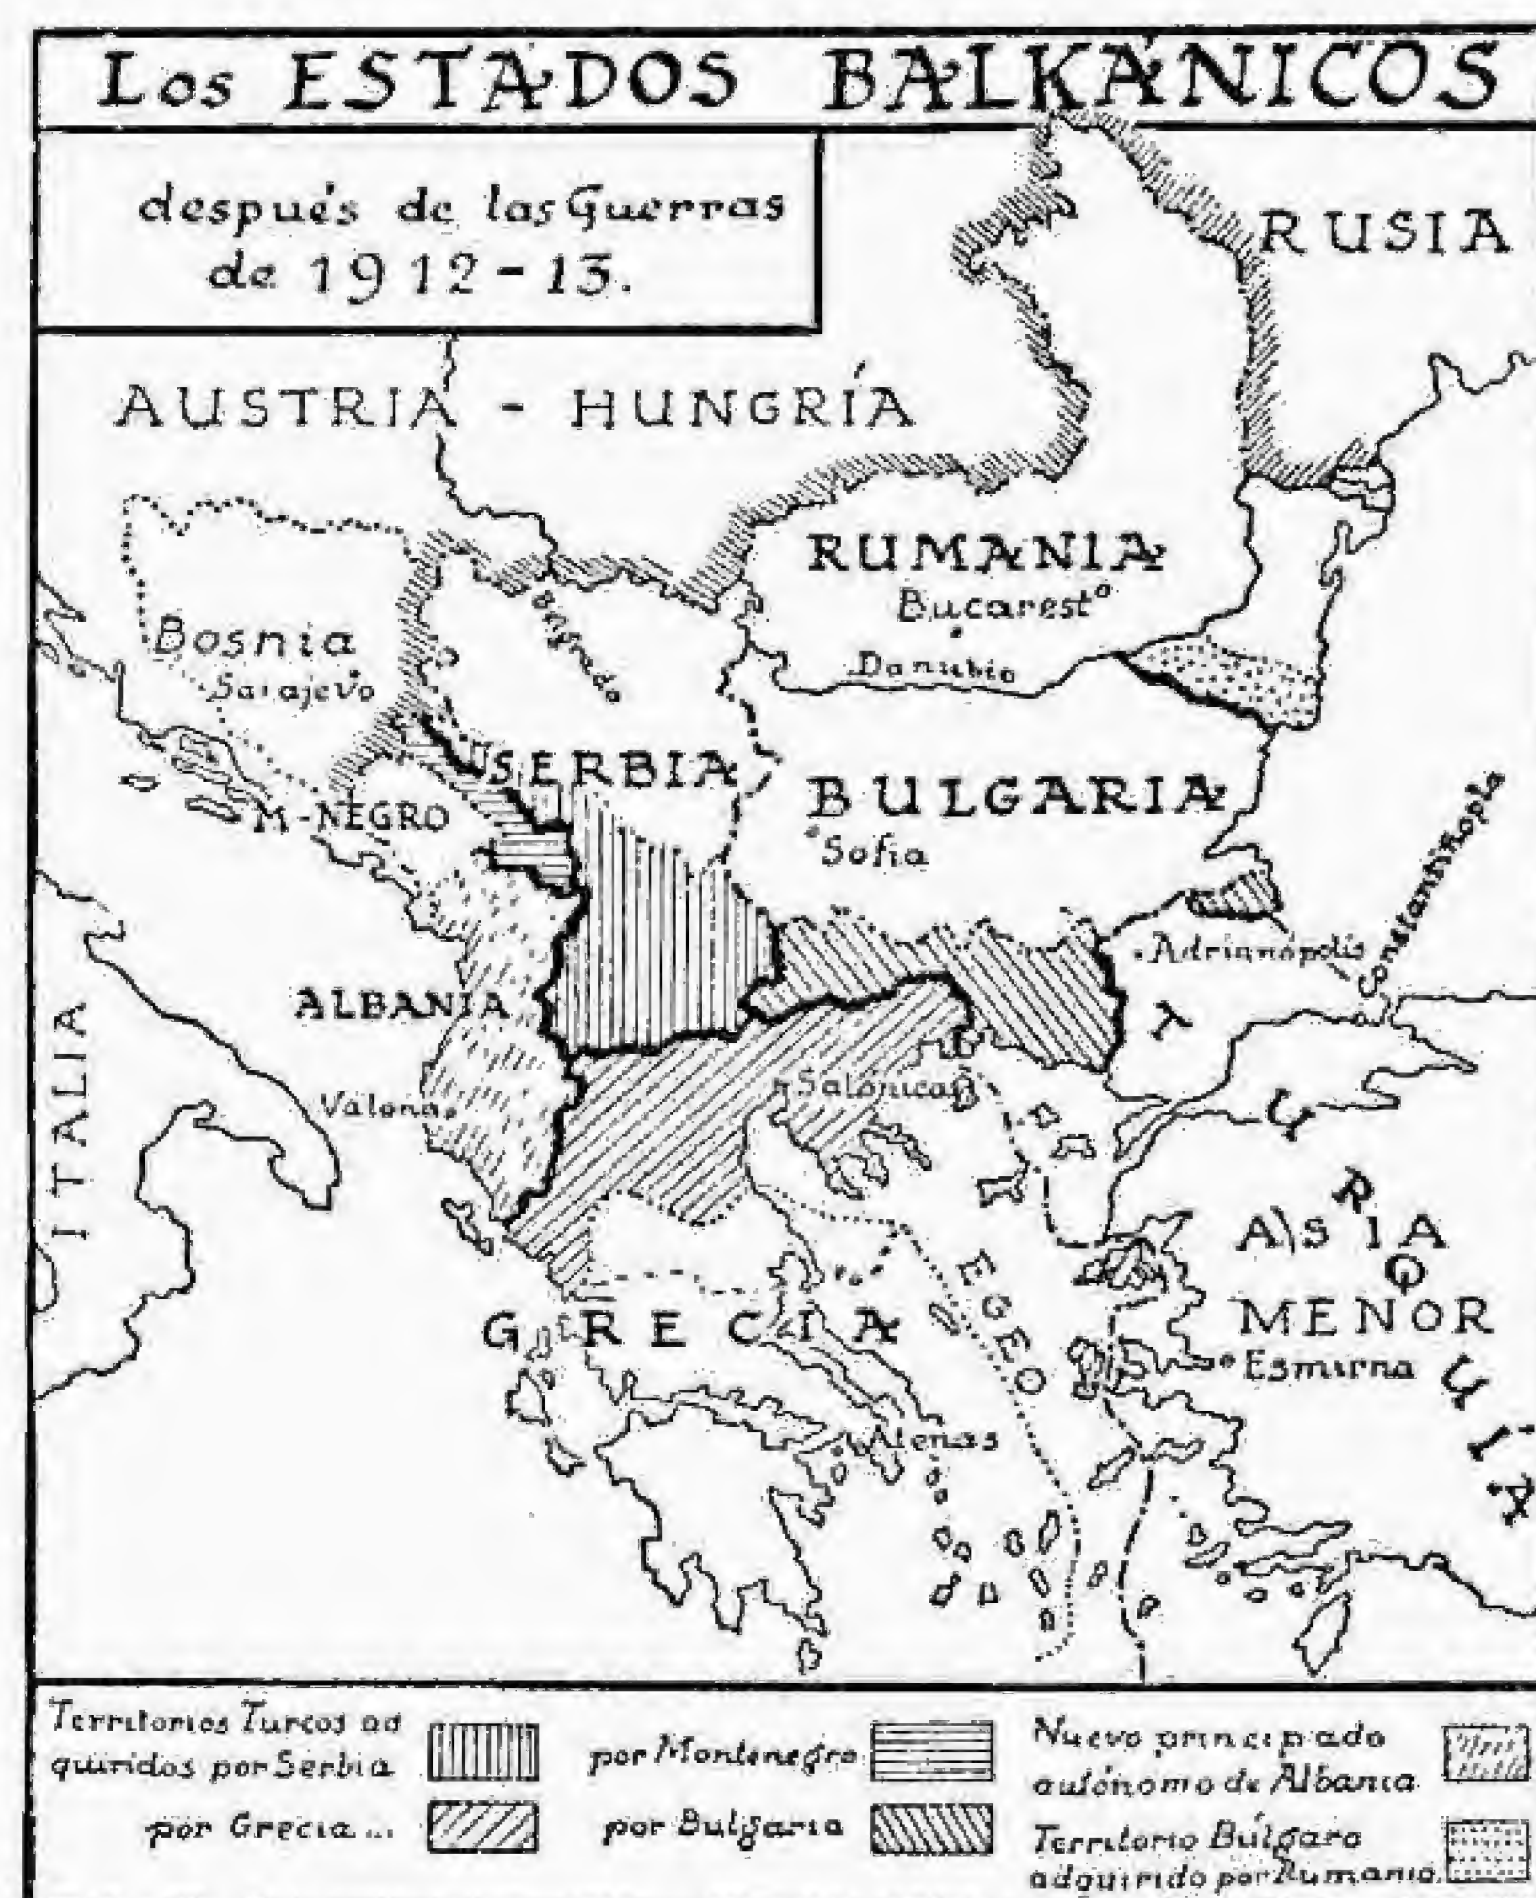 Los ESTADOS BALKÁNICOS
después de las Guerras
de 1912-13.
RUSIA
AUSTRIA - HUNGRÍA
RUMANIA
Bucarest
Danubio
Bosnia
Sarajevo
Belgrado
SERBIA
M-NEGRO
BULGARIA
Sofia
Constantinopla
Adrianópolis
ALBANIA
ITALIA
Valona
Salónica
TURQUÍA
ASIA
MENOR
EGEO
GRECIA
Esmirna
Atenas
Territorios Turcos ad
quiridos por Serbia
por Montenegro
Nuevo principado
autónomo de Albania
por Grecia...
por Bulgaria
Territorio Búlgaro
adquirido por Rumania